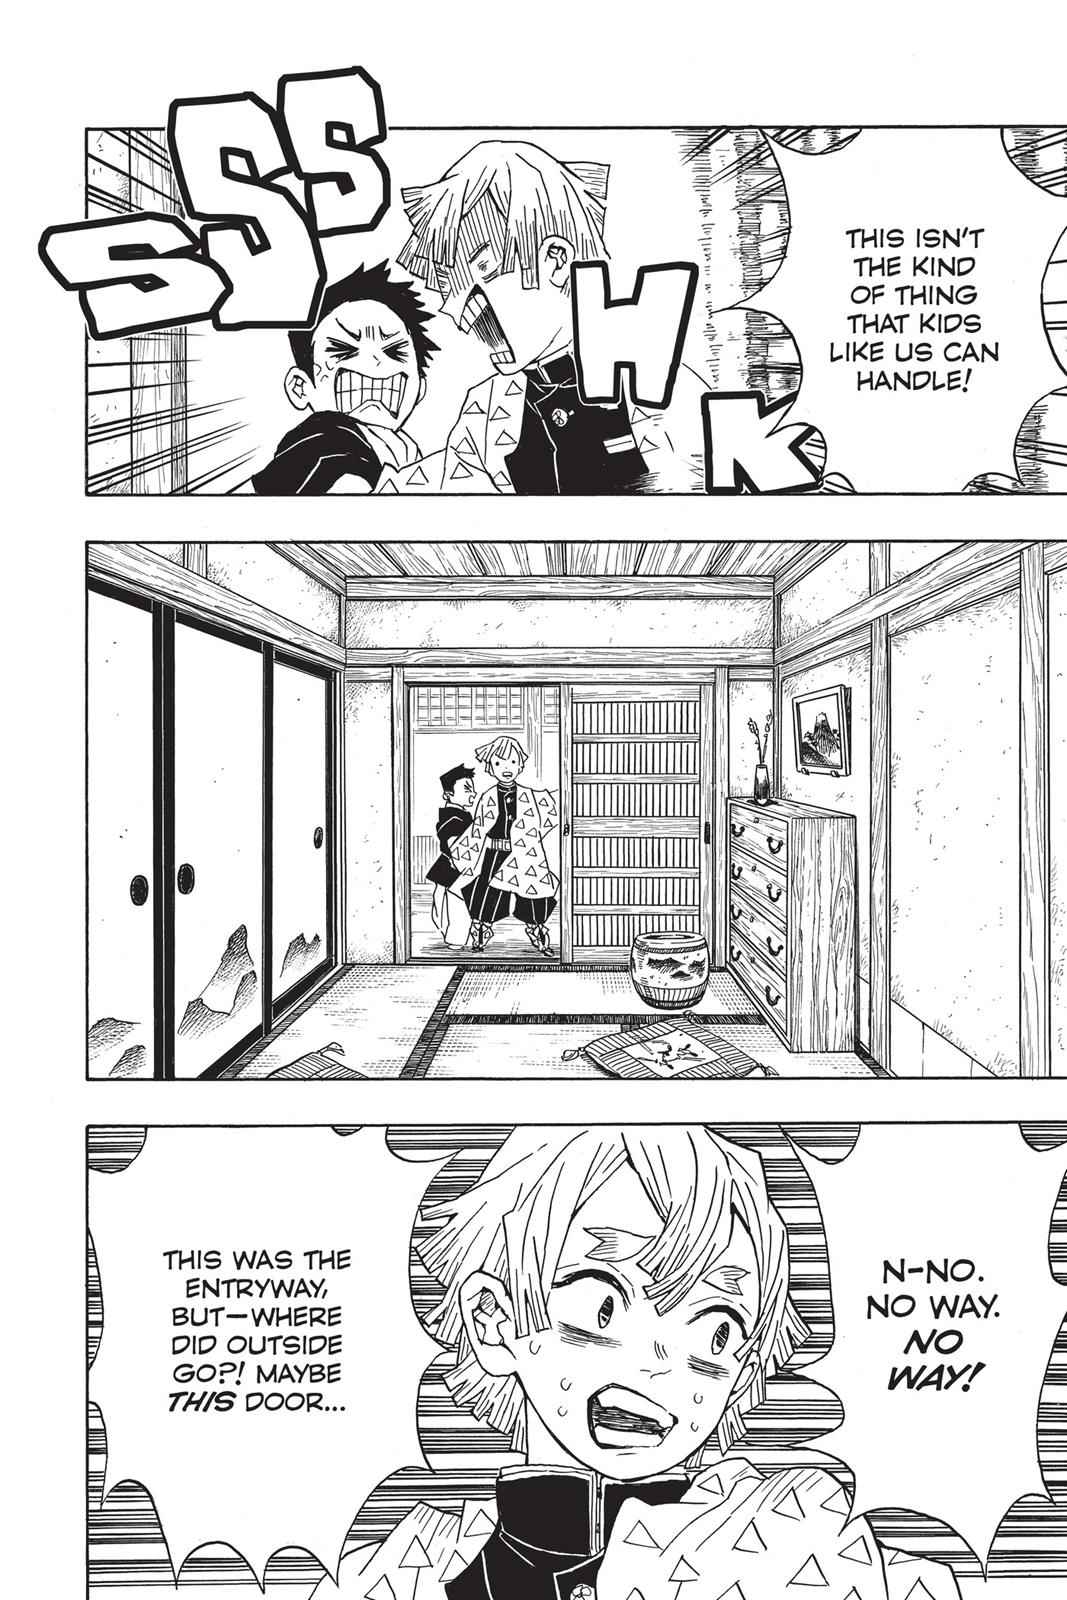 THIS ISN'T
THE KIND
OF THING
THAT KIDS
LIKE US CAN
HANDLE!
SSSHK
N-NO.
NO WAY.
NO
WAY!
THIS WAS THE
ENTRYWAY,
BUT—WHERE
DID OUTSIDE
GO?! MAYBE
THIS DOOR...